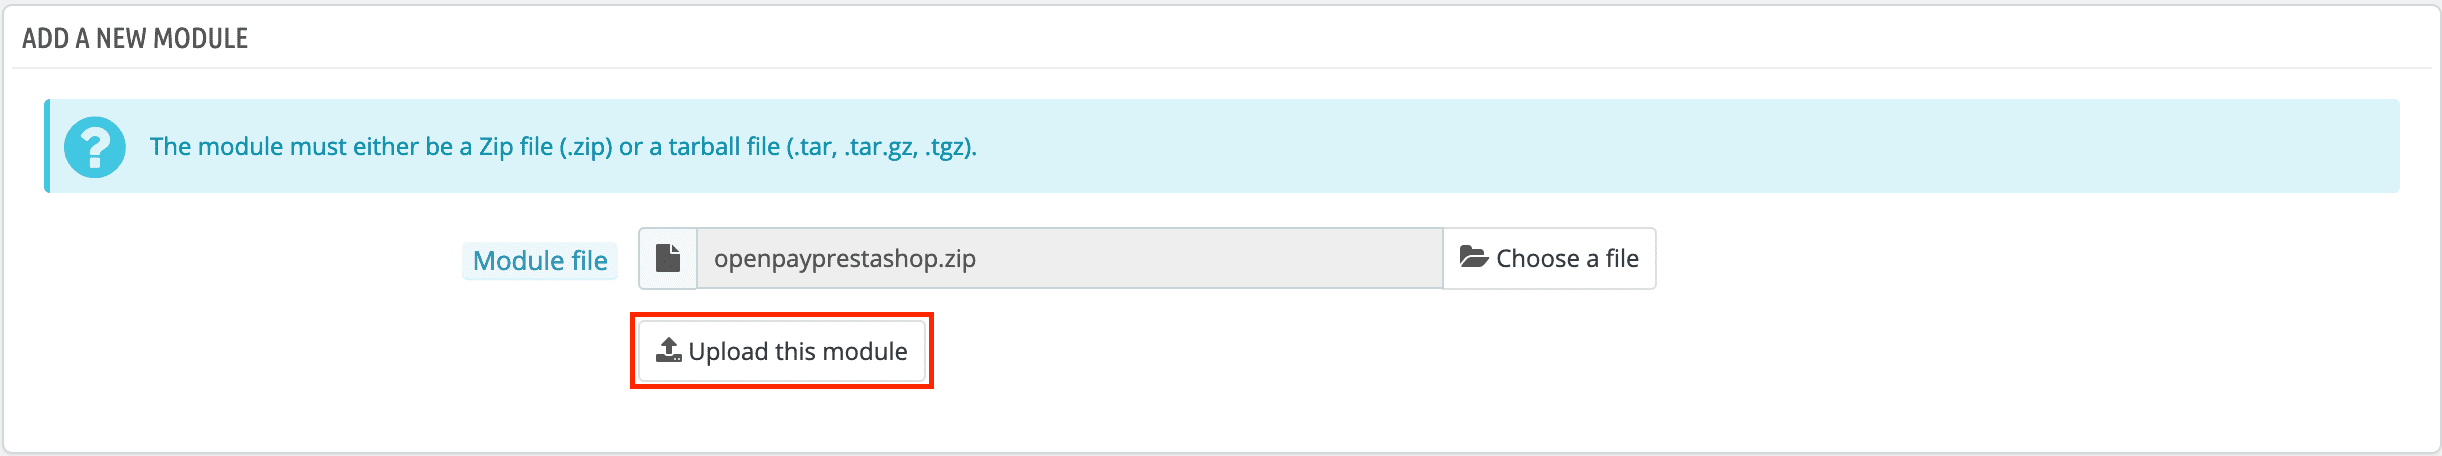 ADD A NEW MODULE
The module must either be a Zip file (.zip) or a tarball file (.tar, .tar.gz, .tgz).
Module file openpayprestashop.zip Choose a file
Upload this module